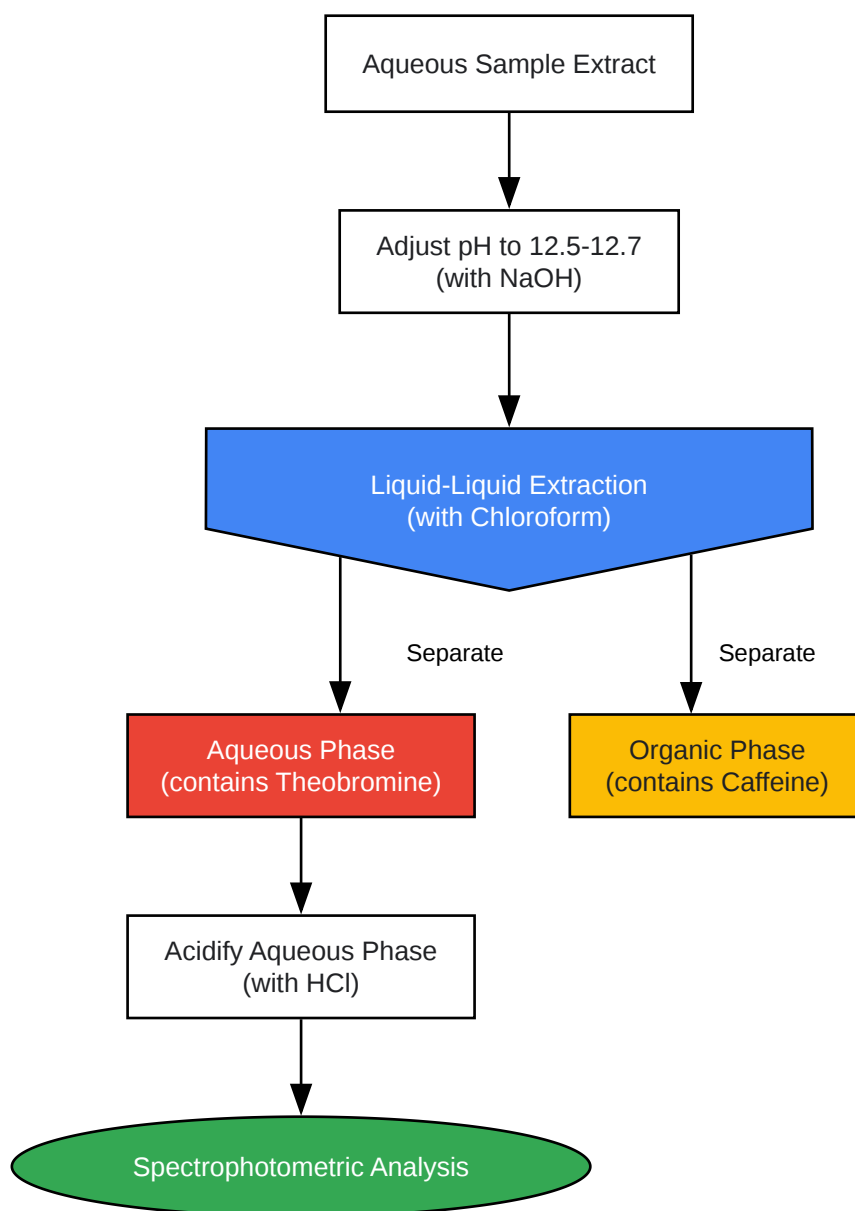 Aqueous Sample Extract
Adjust pH to 12.5-12.7
(with NaOH)
Liquid-Liquid Extraction
(with Chloroform)
Separate
Separate
Aqueous Phase
(contains Theobromine)
Organic Phase
(contains Caffeine)
Acidify Aqueous Phase
(with HCl)
Spectrophotometric Analysis